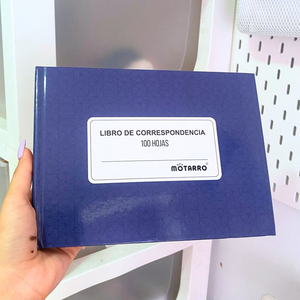 LIBRO DE CORRESPONDENCIA
100 HOJAS
MOTARRO